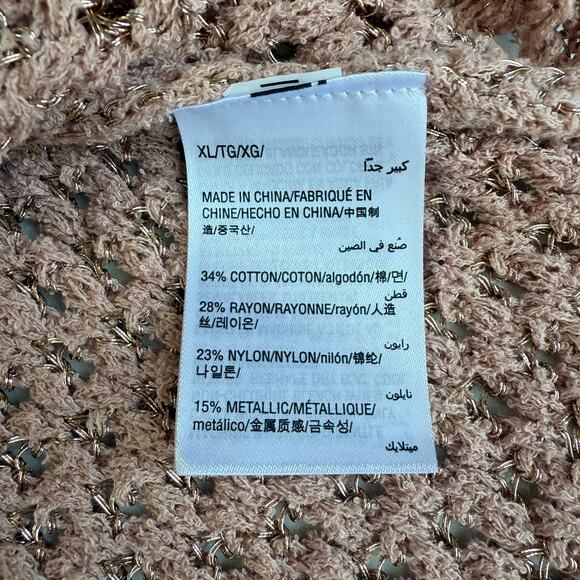 XL/TG/XG/
كبير جدًا
MADE IN CHINA/FABRIQUÉ EN
CHINE/HECHO EN CHINA/中国制
造/중국산/
صُنع في الصين
34% COTTON/COTON/algodón/棉/면/
قطن
28% RAYON/RAYONNE/rayón/人造
丝/레이온/
رايون
23% NYLON/NYLON/nilón/锦纶/
나일론/
نايلون
15% METALLIC/MÉTALLIQUE/
metálico/金属质感/금속성/
ميتلايك